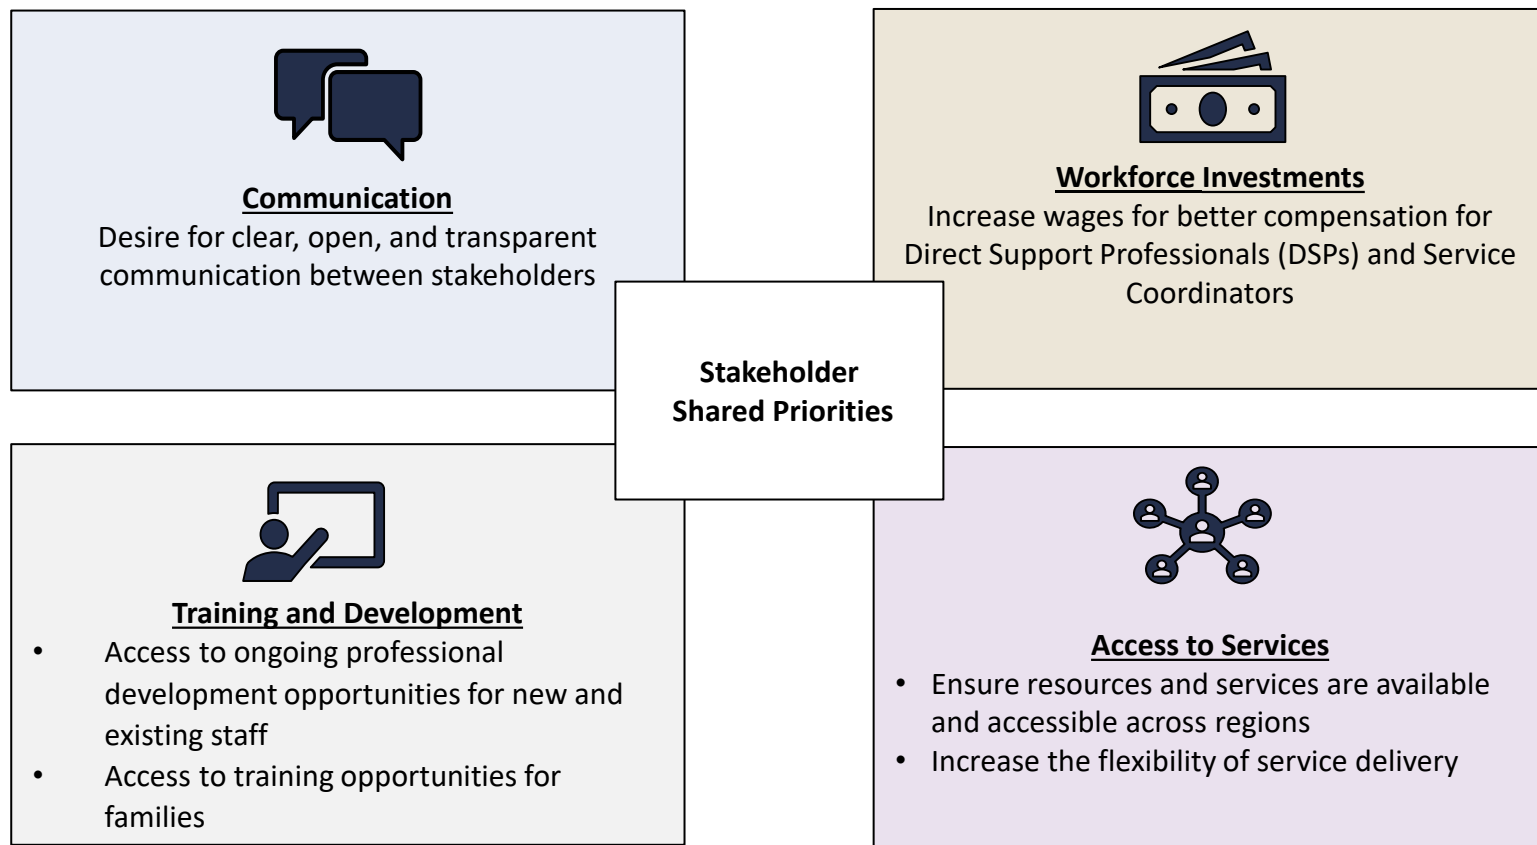 Communication
Desire for clear, open, and transparent
communication between stakeholders
Workforce Investments
Increase wages for better compensation for
Direct Support Professionals (DSPs) and Service
Coordinators
Stakeholder
Shared Priorities
Training and Development
• Access to ongoing professional
development opportunities for new and
existing staff
• Access to training opportunities for
families
Access to Services
• Ensure resources and services are available
and accessible across regions
• Increase the flexibility of service delivery